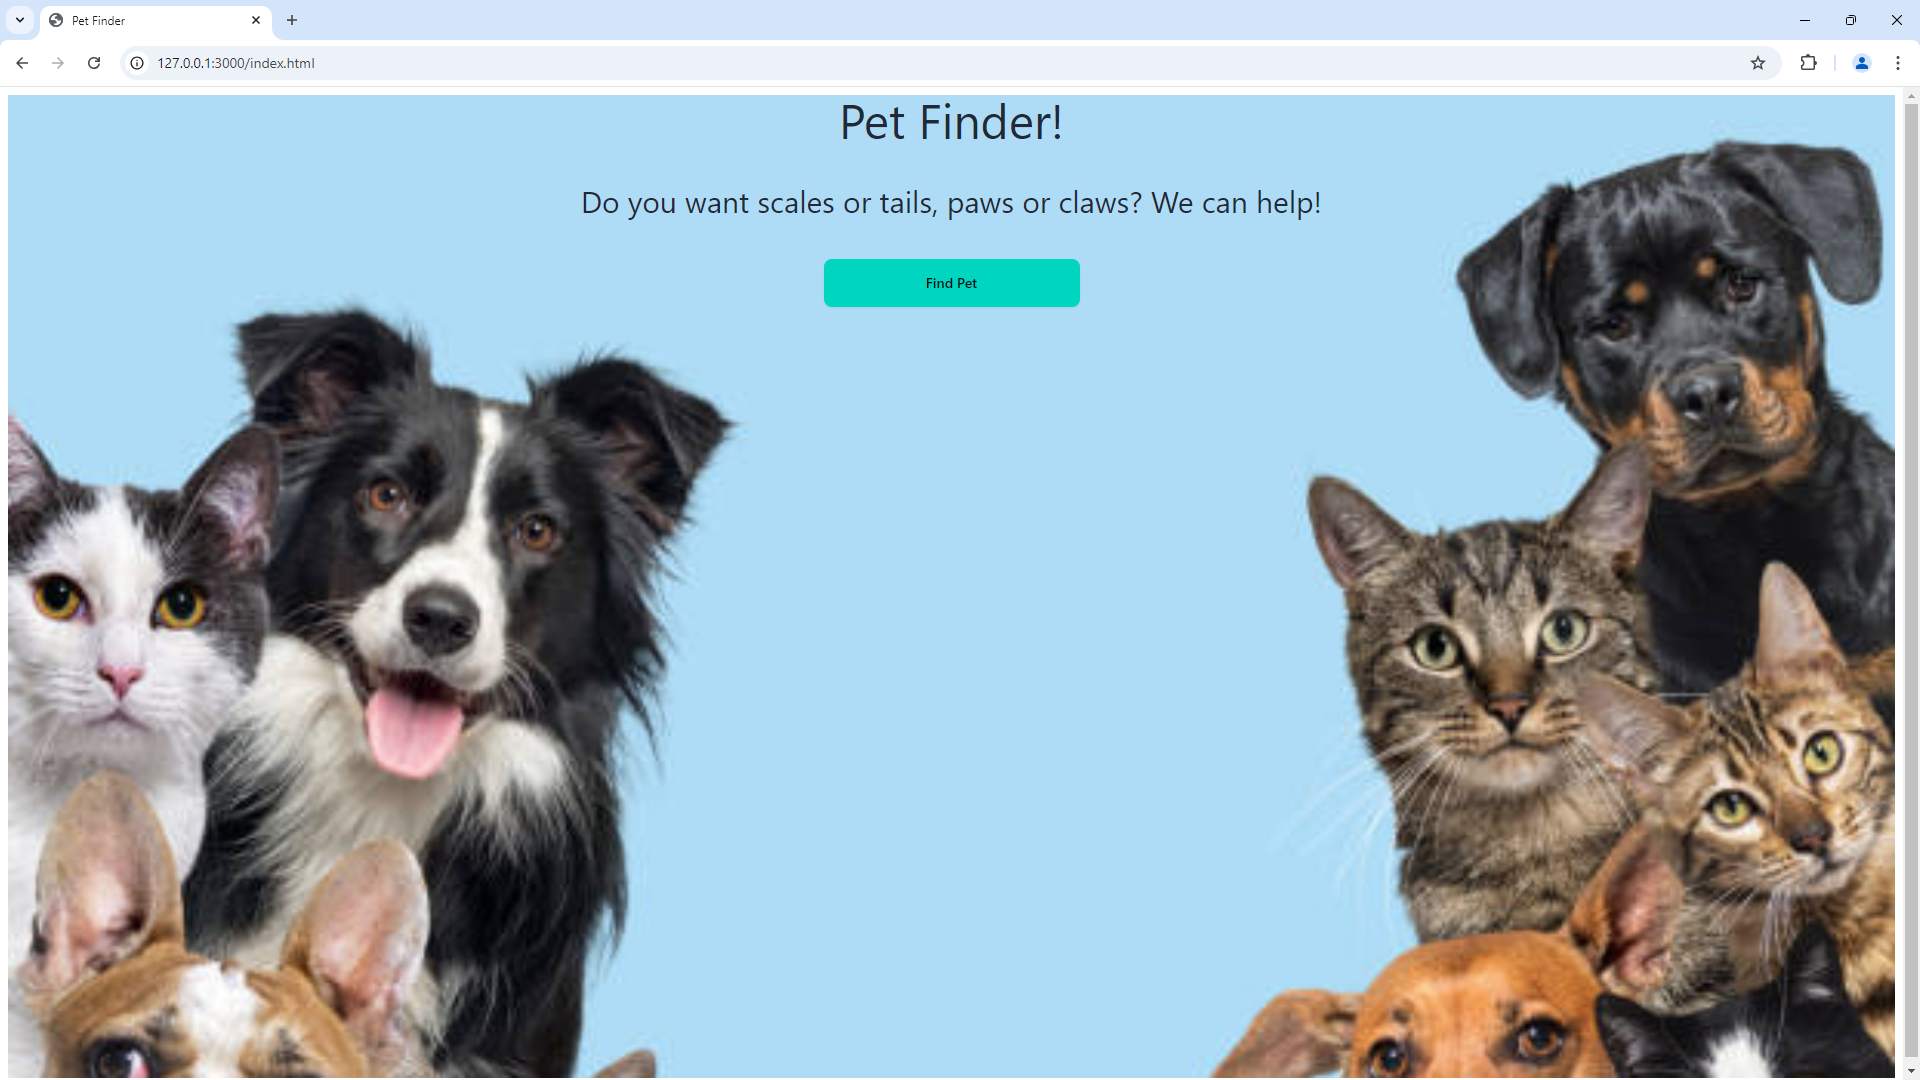 Pet Finder
127.0.0.1:3000/index.html
Pet Finder!
Do you want scales or tails, paws or claws? We can help!
Find Pet